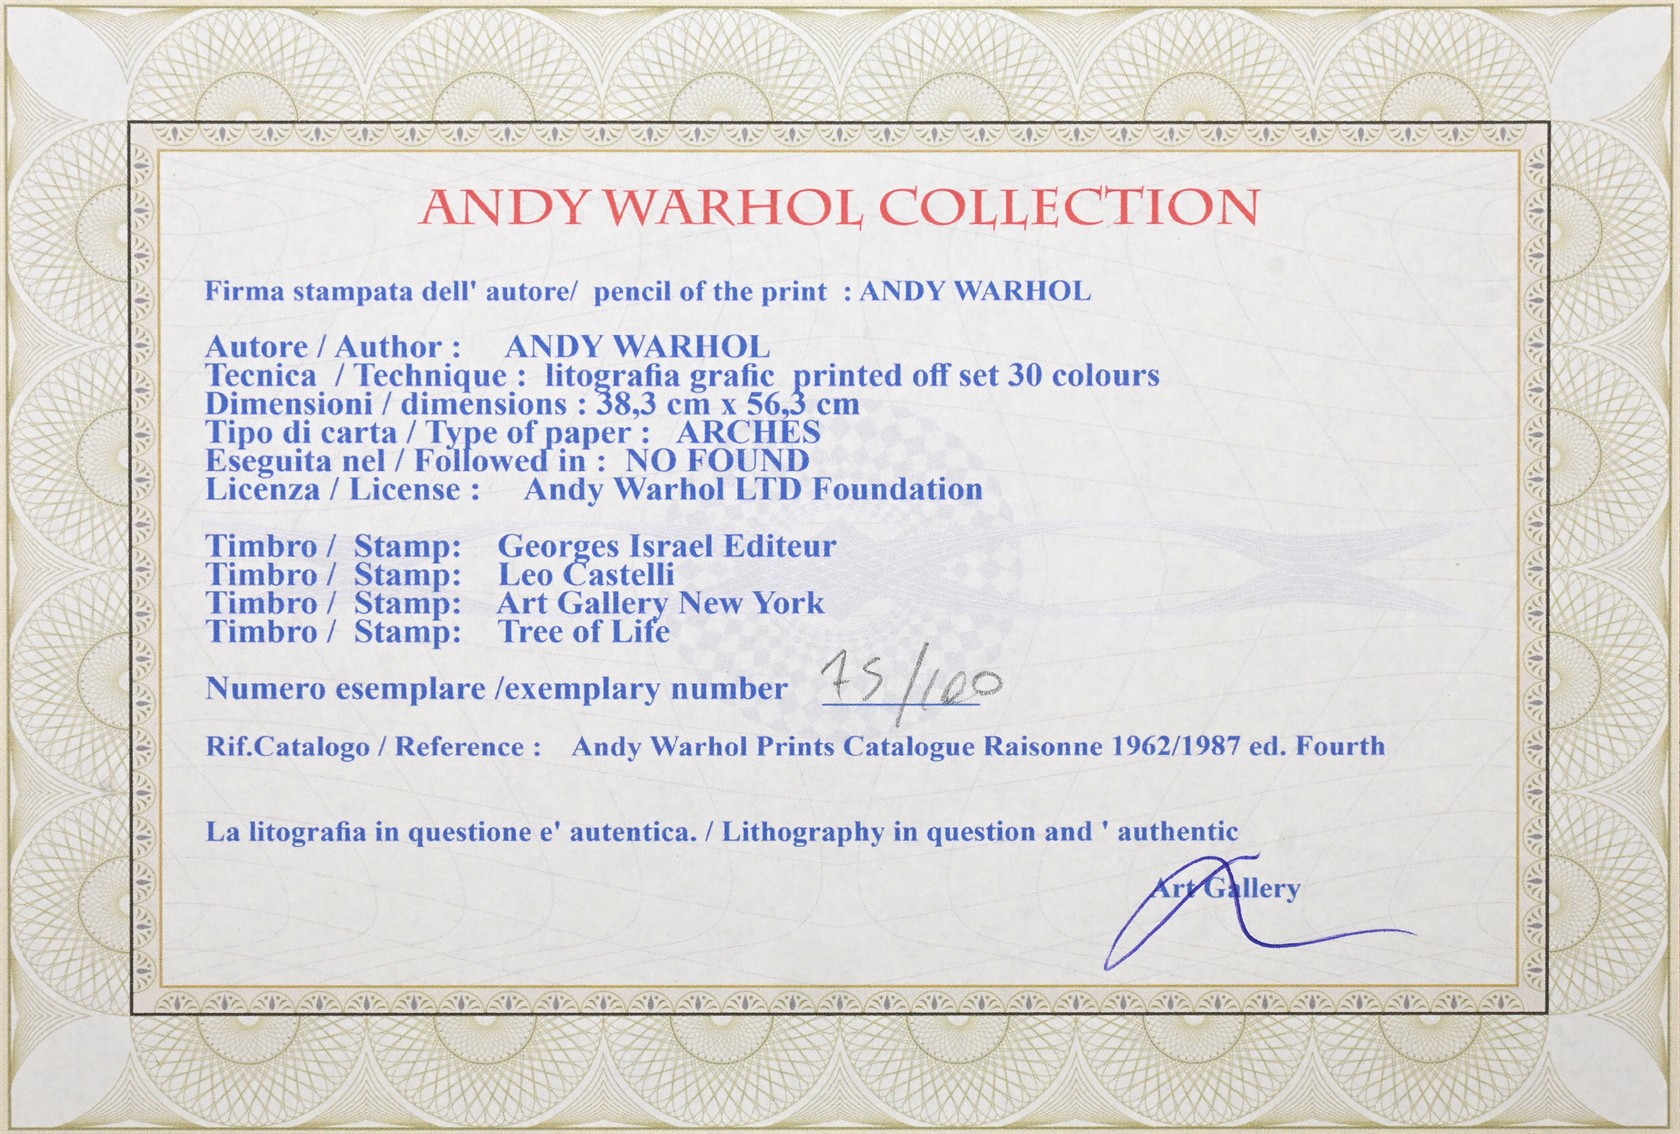 ANDY WARHOL COLLECTION
Firma stampata dell' autore/ pencil of the print : ANDY WARHOL
Autore / Author : ANDY WARHOL
Tecnica / Technique : litografia grafic printed off set 30 colours
Dimensioni / dimensions : 38,3 cm x 56,3 cm
Tipo di carta / Type of paper : ARCHES
Eseguita nel / Followed in : NO FOUND
Licenza / License : Andy Warhol LTD Foundation
Timbro / Stamp: Georges Israel Editeur
Timbro / Stamp: Leo Castelli
Timbro / Stamp: Art Gallery New York
Timbro / Stamp: Tree of Life
Numero esemplare /exemplary number 75/100
Rif.Catalogo / Reference : Andy Warhol Prints Catalogue Raisonne 1962/1987 ed. Fourth
La litografia in questione e' autentica. / Lithography in question and ' authentic
Art Gallery